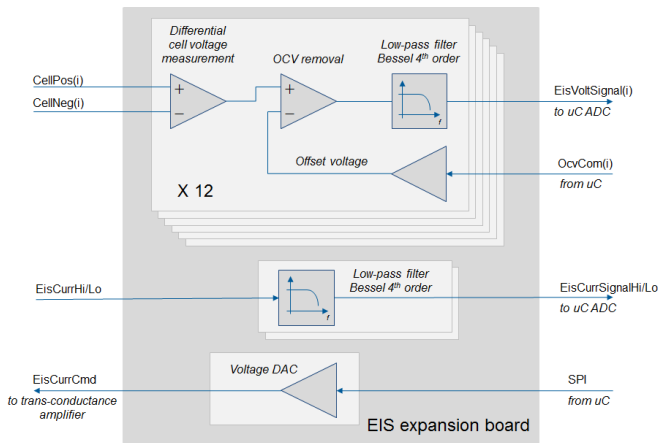 Differential
cell voltage
measurement
OCV removal
Low-pass filter
Bessel 4th order
CellPos(i)
CellNeg(i)
+
−
+
−
f
EisVoltSignal(i)
to uC ADC
Offset voltage
OcvCom(i)
from uC
X 12
EisCurrHi/Lo
f
Low-pass filter
Bessel 4th order
EisCurrSignalHi/Lo
to uC ADC
Voltage DAC
EisCurrCmd
to trans-conductance
amplifier
SPI
from uC
EIS expansion board